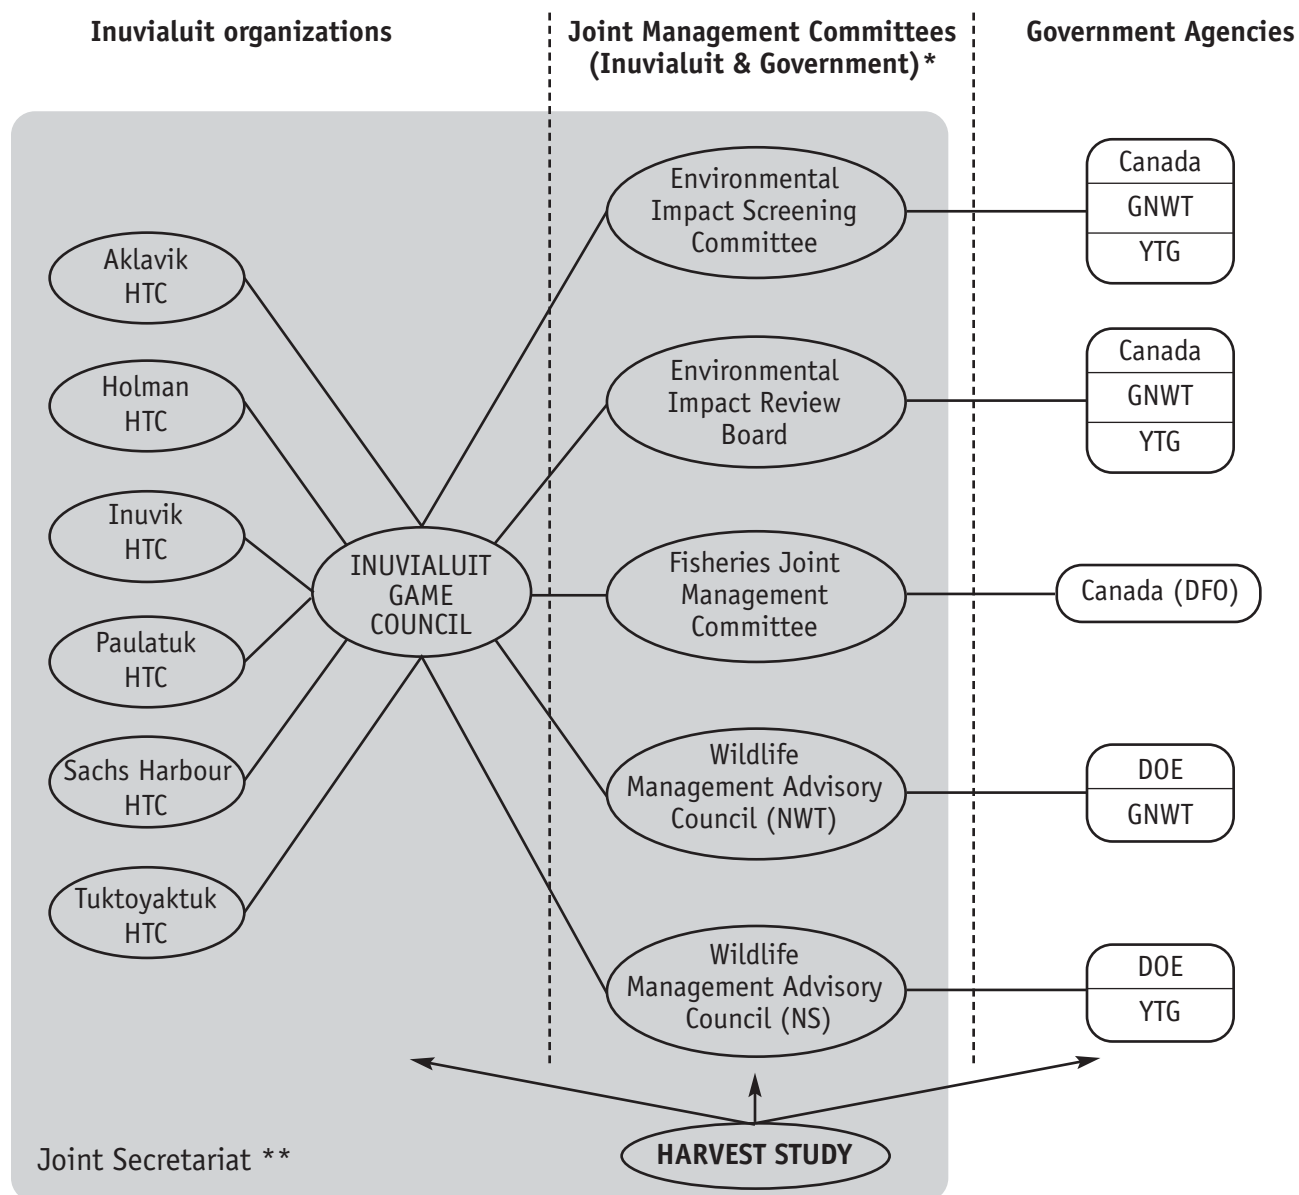 Inuvialuit organizations
Joint Management Committees
(Inuvialuit & Government)*
Government Agencies
Aklavik
HTC
Holman
HTC
Inuvik
HTC
Paulatuk
HTC
Sachs Harbour
HTC
Tuktoyaktuk
HTC
INUVIALUIT
GAME
COUNCIL
Environmental
Impact Screening
Committee
Environmental
Impact Review
Board
Fisheries Joint
Management
Committee
Wildlife
Management Advisory
Council (NWT)
Wildlife
Management Advisory
Council (NS)
Canada
GNWT
YTG
Canada
GNWT
YTG
Canada (DFO)
DOE
GNWT
DOE
YTG
HARVEST STUDY
Joint Secretariat **